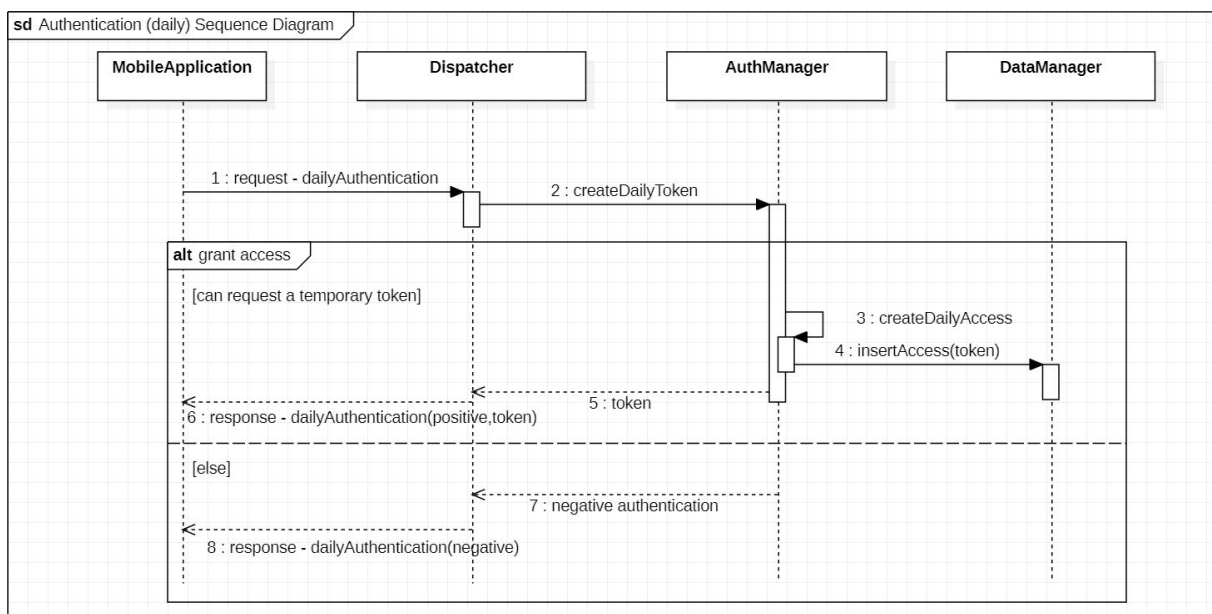 sd Authentication (daily) Sequence Diagram
MobileApplication
Dispatcher
AuthManager
DataManager
1 : request - dailyAuthentication
2 : createDailyToken
alt grant access
[can request a temporary token]
3 : createDailyAccess
4 : insertAccess(token)
5 : token
6 : response - dailyAuthentication(positive,token)
[else]
7 : negative authentication
8 : response - dailyAuthentication(negative)